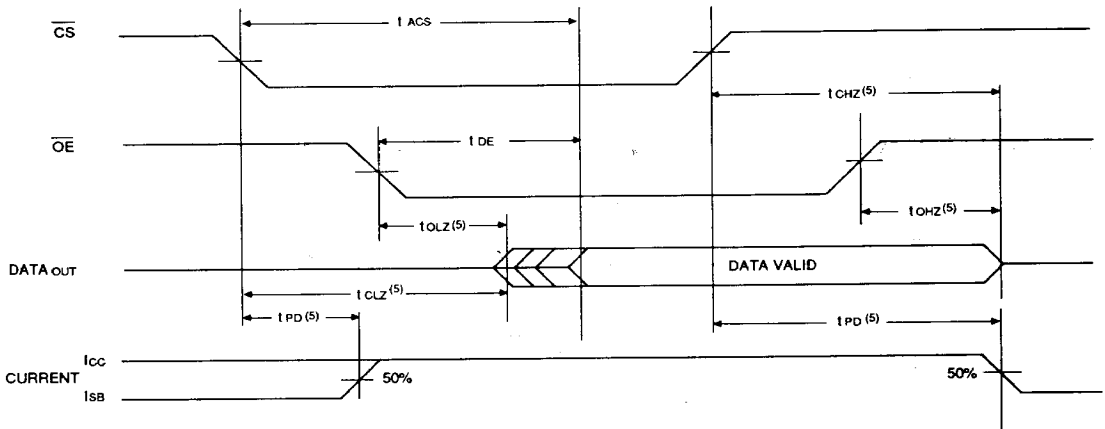 t ACS
CS
t CHZ(5)
t DE
OE
t OLZ(5)
t OHZ(5)
DATA OUT
DATA VALID
t CLZ(5)
t PD(5)
t PD(5)
ICC
CURRENT
50%
50%
ISB